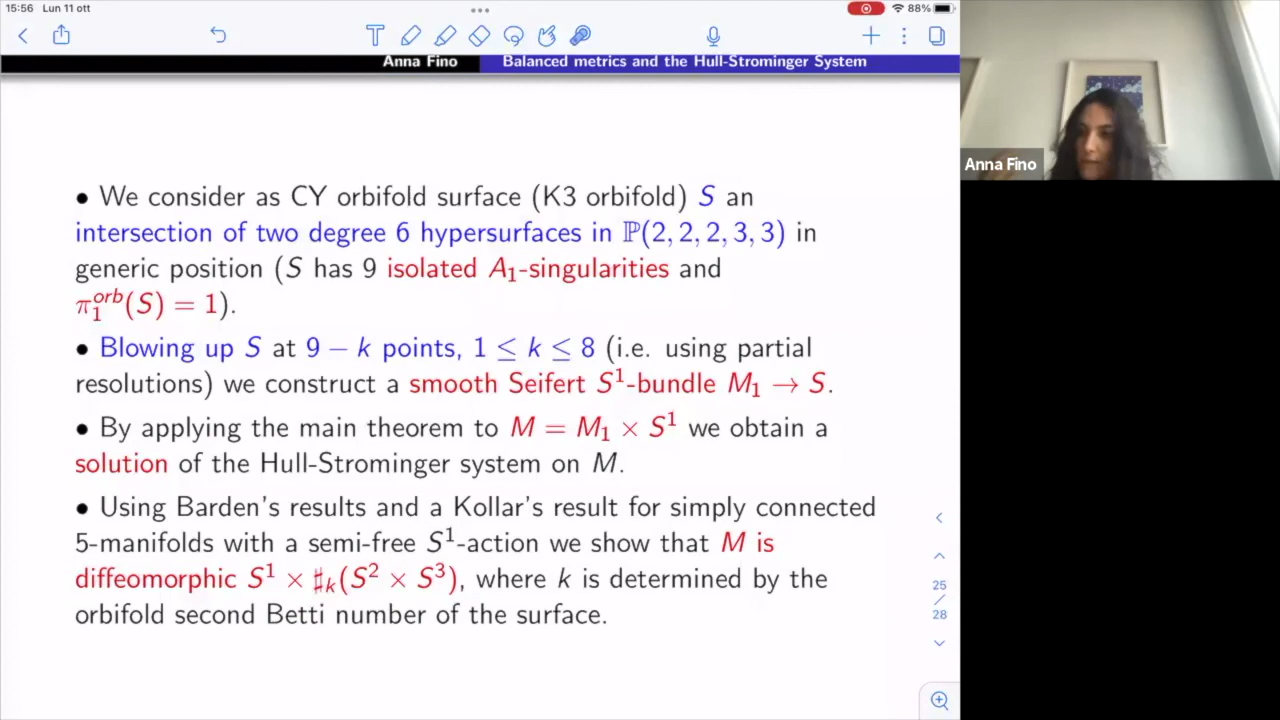 15:56 Lun 11 ott
88%
Anna Fino Balanced metrics and the Hull-Strominger System
• We consider as CY orbifold surface (K3 orbifold) S an
intersection of two degree 6 hypersurfaces in ℙ(2, 2, 2, 3, 3) in
generic position (S has 9 isolated A₁-singularities and
π₁ᵒʳᵇ(S) = 1).
• Blowing up S at 9 − k points, 1 ≤ k ≤ 8 (i.e. using partial
resolutions) we construct a smooth Seifert S¹-bundle M₁ → S.
• By applying the main theorem to M = M₁ × S¹ we obtain a
solution of the Hull-Strominger system on M.
• Using Barden's results and a Kollar's result for simply connected
5-manifolds with a semi-free S¹-action we show that M is
diffeomorphic S¹ × ♯ₖ(S² × S³), where k is determined by the
orbifold second Betti number of the surface.
25
/
28
Anna Fino